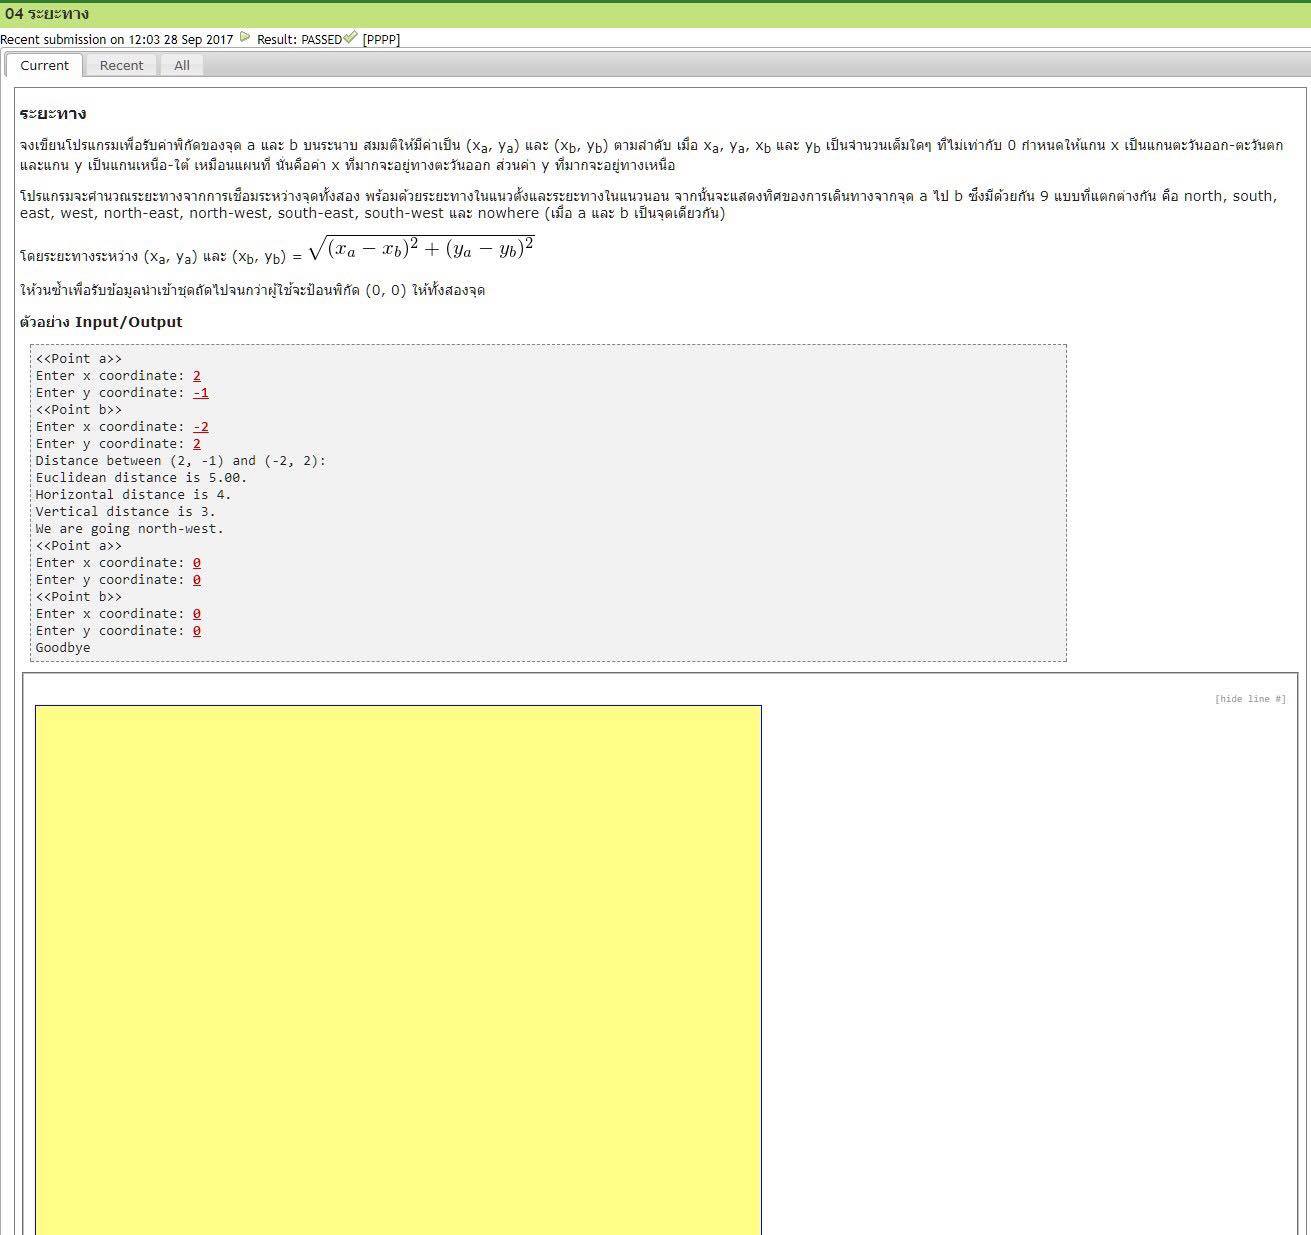 04 ระยะทาง
Recent submission on 12:03 28 Sep 2017 Result: PASSED [PPPP]
Current Recent All
ระยะทาง
จงเขียนโปรแกรมเพื่อรับค่าพิกัดของจุด a และ b บนระนาบ สมมติให้มีค่าเป็น (xa, ya) และ (xb, yb) ตามลำดับ เมื่อ xa, ya, xb และ yb เป็นจำนวนเต็มใดๆ ที่ไม่เท่ากับ 0 กำหนดให้แกน x เป็นแกนตะวันออก-ตะวันตก
และแกน y เป็นแกนเหนือ-ใต้ เหมือนแผนที่ นั่นคือค่า x ที่มากจะอยู่ทางตะวันออก ส่วนค่า y ที่มากจะอยู่ทางเหนือ
โปรแกรมจะคำนวณระยะทางจากการเชื่อมระหว่างจุดทั้งสอง พร้อมด้วยระยะทางในแนวตั้งและระยะทางในแนวนอน จากนั้นจะแสดงทิศของการเดินทางจากจุด a ไป b ซึ่งมีด้วยกัน 9 แบบที่แตกต่างกัน คือ north, south,
east, west, north-east, north-west, south-east, south-west และ nowhere (เมื่อ a และ b เป็นจุดเดียวกัน)
โดยระยะทางระหว่าง (xa, ya) และ (xb, yb) = √(xa − xb)2 + (ya − yb)2
ให้วนซ้ำเพื่อรับข้อมูลนำเข้าชุดถัดไปจนกว่าผู้ใช้จะป้อนพิกัด (0, 0) ให้ทั้งสองจุด
ตัวอย่าง Input/Output
<<Point a>>
Enter x coordinate: 2
Enter y coordinate: -1
<<Point b>>
Enter x coordinate: -2
Enter y coordinate: 2
Distance between (2, -1) and (-2, 2):
Euclidean distance is 5.00.
Horizontal distance is 4.
Vertical distance is 3.
We are going north-west.
<<Point a>>
Enter x coordinate: 0
Enter y coordinate: 0
<<Point b>>
Enter x coordinate: 0
Enter y coordinate: 0
Goodbye
[hide line #]